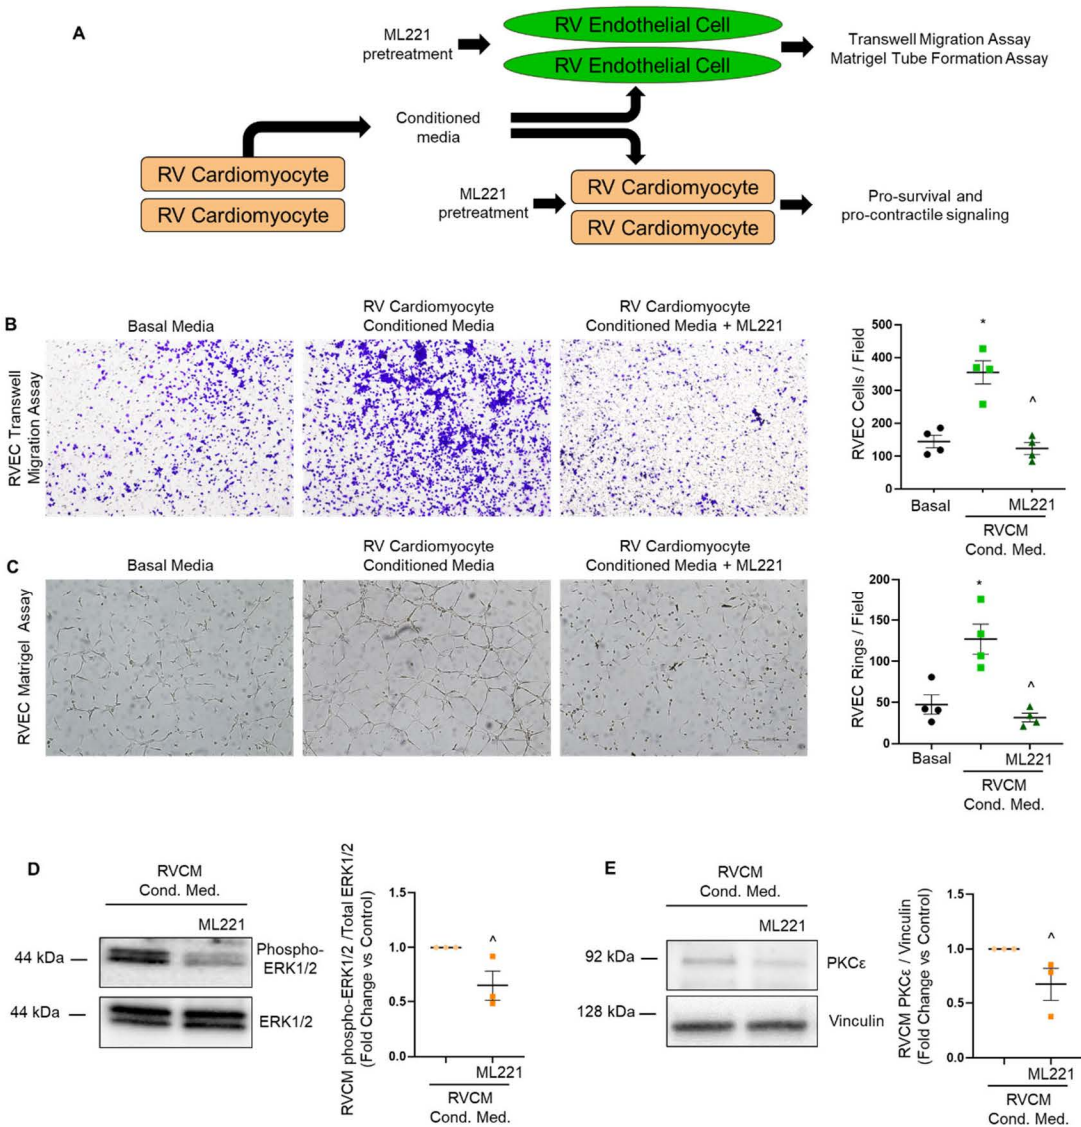 A
ML221
pretreatment
RV Endothelial Cell
RV Endothelial Cell
Transwell Migration Assay
Matrigel Tube Formation Assay
Conditioned
media
RV Cardiomyocyte
RV Cardiomyocyte
ML221
pretreatment
RV Cardiomyocyte
RV Cardiomyocyte
Pro-survival and
pro-contractile signaling
B
RVEC Transwell
Migration Assay
Basal Media
RV Cardiomyocyte
Conditioned Media
RV Cardiomyocyte
Conditioned Media + ML221
RVEC Cells / Field
500
400
300
200
100
0
*
^
Basal
ML221
RVCM
Cond. Med.
C
RVEC Matrigel Assay
Basal Media
RV Cardiomyocyte
Conditioned Media
RV Cardiomyocyte
Conditioned Media + ML221
RVEC Rings / Field
200
150
100
50
0
*
^
Basal
ML221
RVCM
Cond. Med.
D
RVCM
Cond. Med.
ML221
44 kDa
Phospho-
ERK1/2
44 kDa
ERK1/2
RVCM phospho-ERK1/2 /Total ERK1/2
(Fold Change vs Control)
1.5
1.0
0.5
0.0
^
ML221
RVCM
Cond. Med.
E
RVCM
Cond. Med.
ML221
92 kDa
PKCε
128 kDa
Vinculin
RVCM PKCε / Vinculin
(Fold Change vs Control)
1.5
1.0
0.5
0.0
^
ML221
RVCM
Cond. Med.